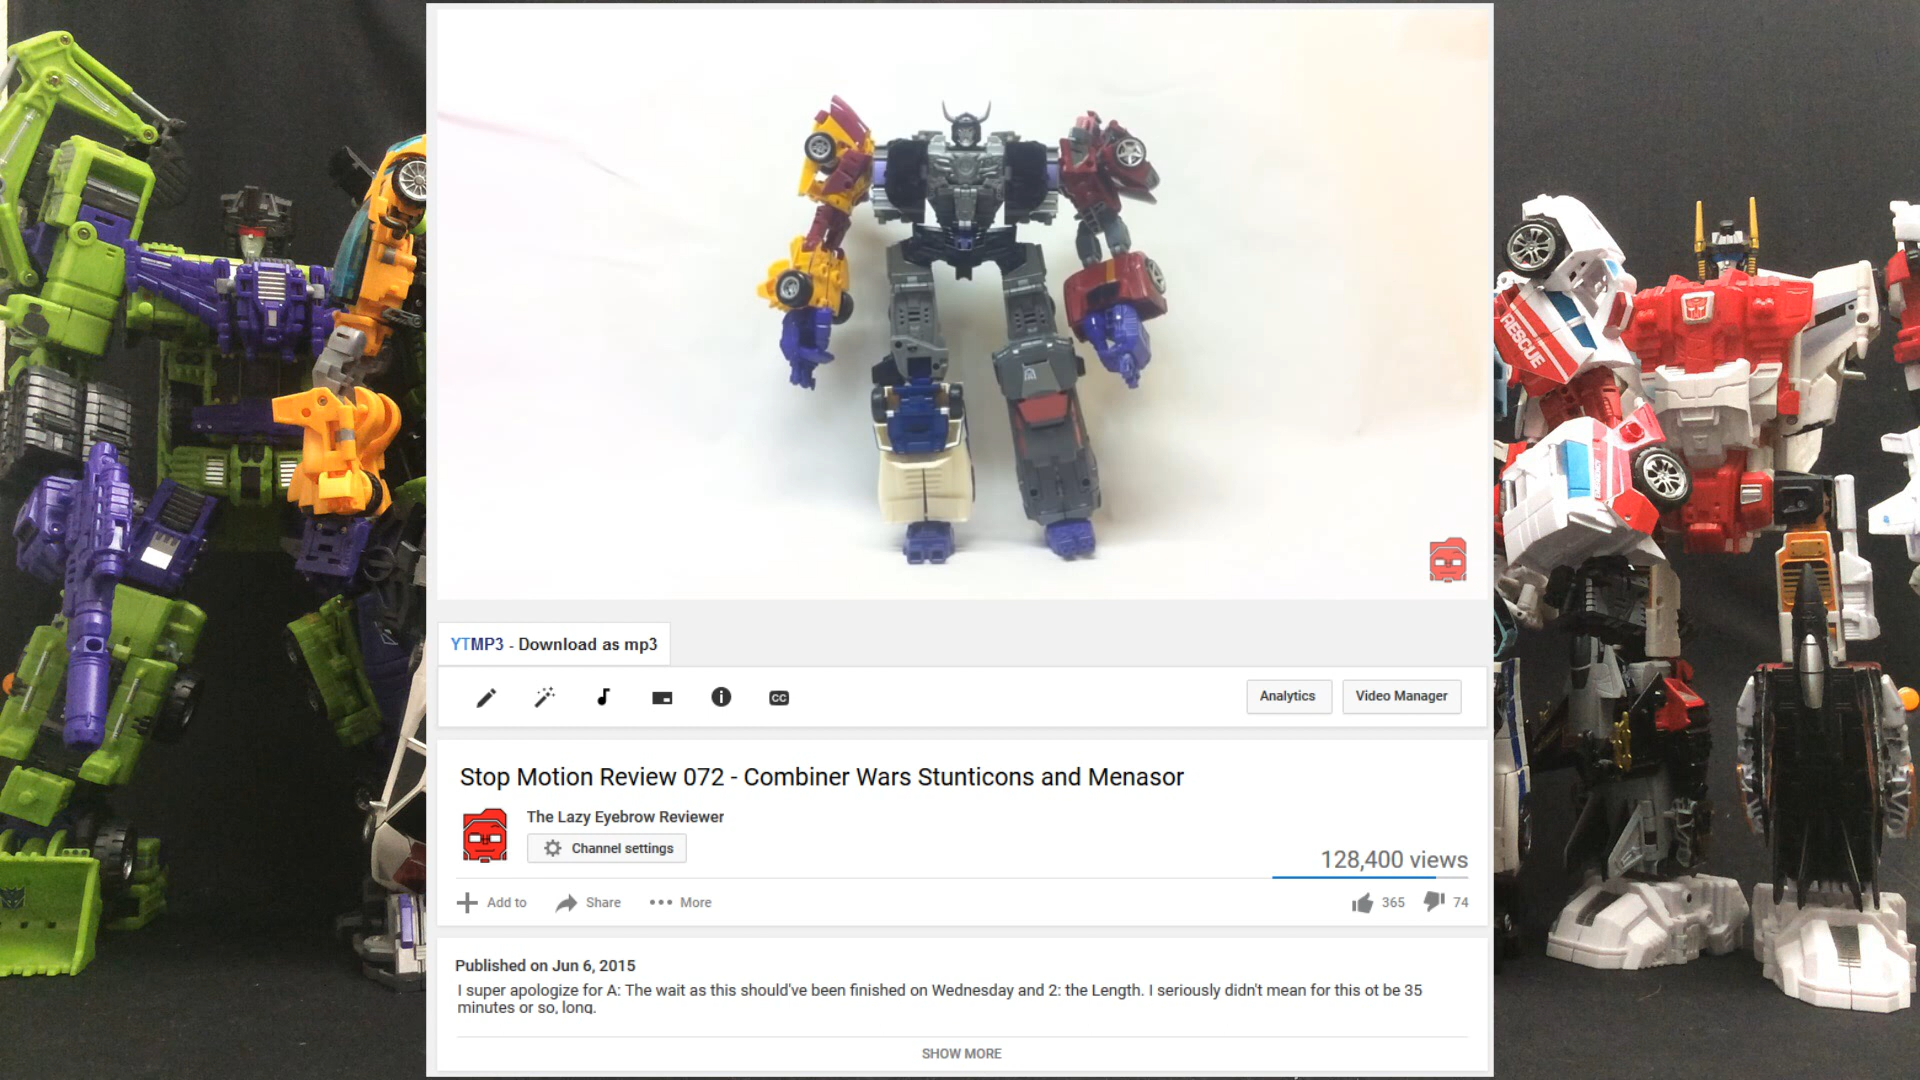 RESCUE
YTMP3 - Download as mp3
CC
Analytics
Video Manager
Stop Motion Review 072 - Combiner Wars Stunticons and Menasor
The Lazy Eyebrow Reviewer
Channel settings
128,400 views
Add to
Share
More
365
74
Published on Jun 6, 2015
I super apologize for A: The wait as this should've been finished on Wednesday and 2: the Length. I seriously didn't mean for this ot be 35
minutes or so, long.
SHOW MORE